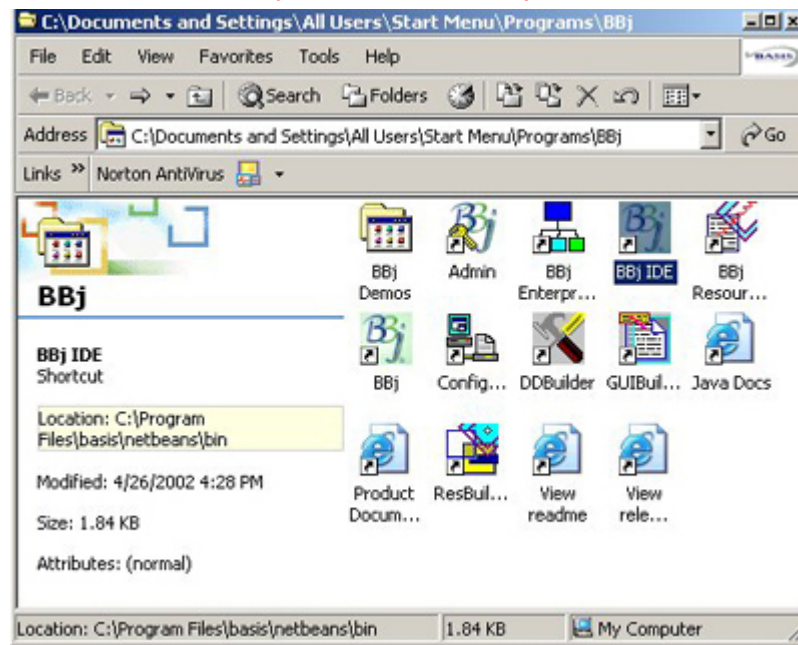 C:\Documents and Settings\All Users\Start Menu\Programs\BBj
File Edit View Favorites Tools Help
BASIS
Back Search Folders
Address C:\Documents and Settings\All Users\Start Menu\Programs\BBj Go
Links » Norton AntiVirus
BBj
BBj IDE
Shortcut
Location: C:\Program
Files\basis\netbeans\bin
Modified: 4/26/2002 4:28 PM
Size: 1.84 KB
Attributes: (normal)
BBj
Demos
Admin
BBj
Enterpr...
BBj IDE
BBj
Resour...
BBj
Config...
DDBuilder
GUIBuil...
Java Docs
Product
Docum...
ResBuil...
View
readme
View
rele...
Location: C:\Program Files\basis\netbeans\bin 1.84 KB My Computer